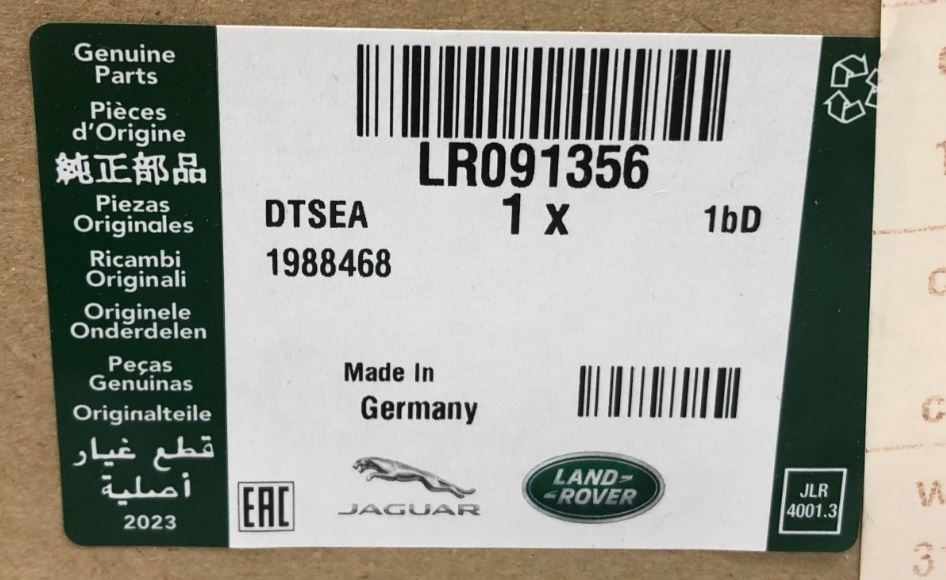 Genuine
Parts
Pièces
d'Origine
純正部品
Piezas
Originales
Ricambi
Originali
Originele
Onderdelen
Peças
Genuinas
Originalteile
قطع غيار
أصلية
2023
LR091356
DTSEA
1 x
1bD
1988468
Made In
Germany
EAC
JAGUAR
LAND-
-ROVER
JLR
4001.3